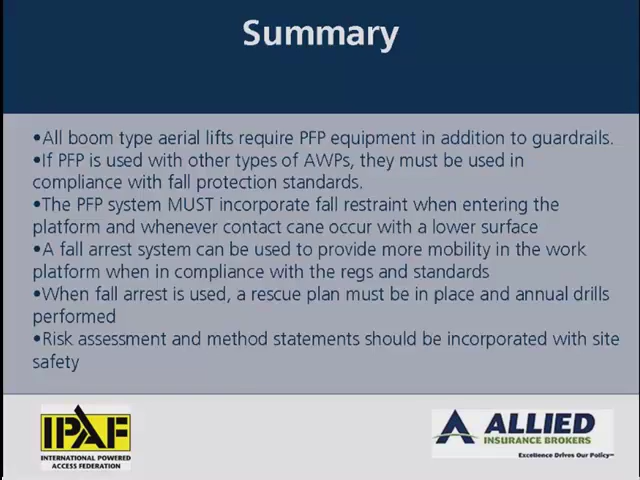 Summary
•All boom type aerial lifts require PFP equipment in addition to guardrails.
•If PFP is used with other types of AWPs, they must be used in
compliance with fall protection standards.
•The PFP system MUST incorporate fall restraint when entering the
platform and whenever contact cane occur with a lower surface
•A fall arrest system can be used to provide more mobility in the work
platform when in compliance with the regs and standards
•When fall arrest is used, a rescue plan must be in place and annual drills
performed
•Risk assessment and method statements should be incorporated with site
safety
IPAF
INTERNATIONAL POWERED
ACCESS FEDERATION
ALLIED
INSURANCE BROKERS
Excellence Drives Our Policy℠